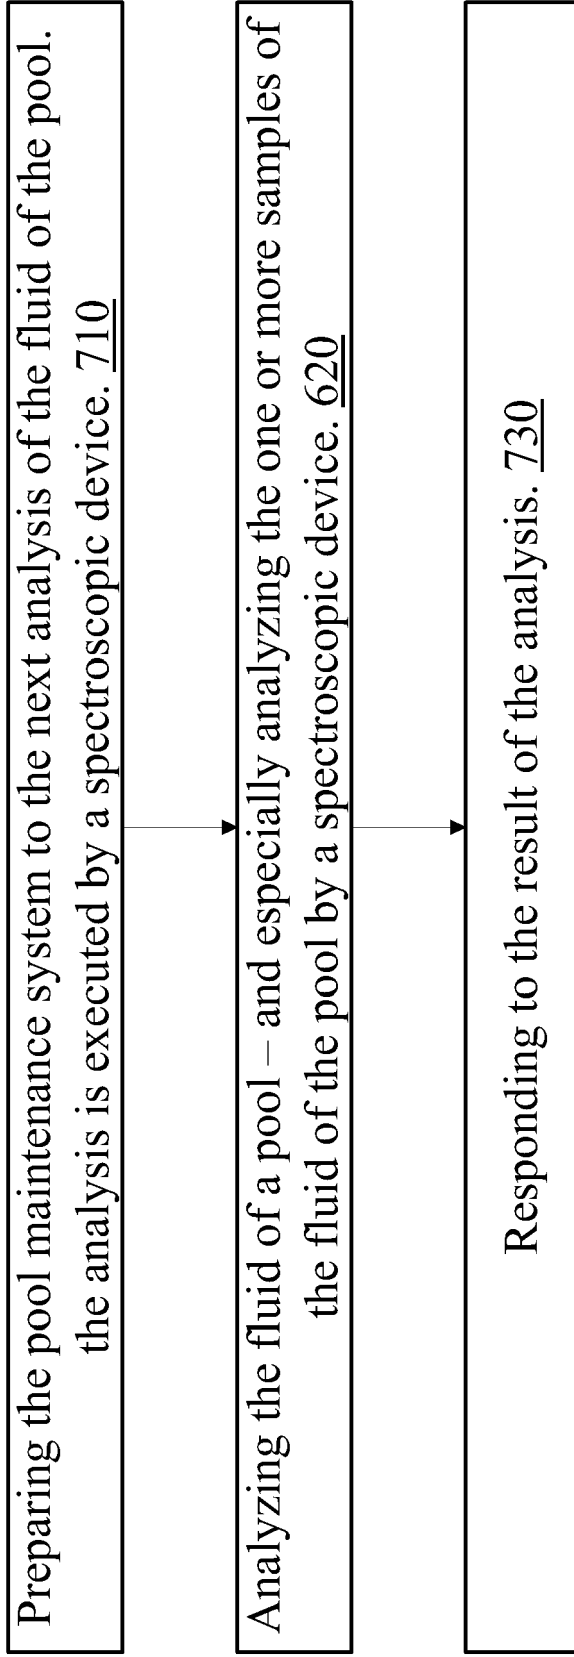 Preparing the pool maintenance system to the next analysis of the fluid of the pool.
the analysis is executed by a spectroscopic device. 710
Analyzing the fluid of a pool – and especially analyzing the one or more samples of
the fluid of the pool by a spectroscopic device. 620
Responding to the result of the analysis. 730